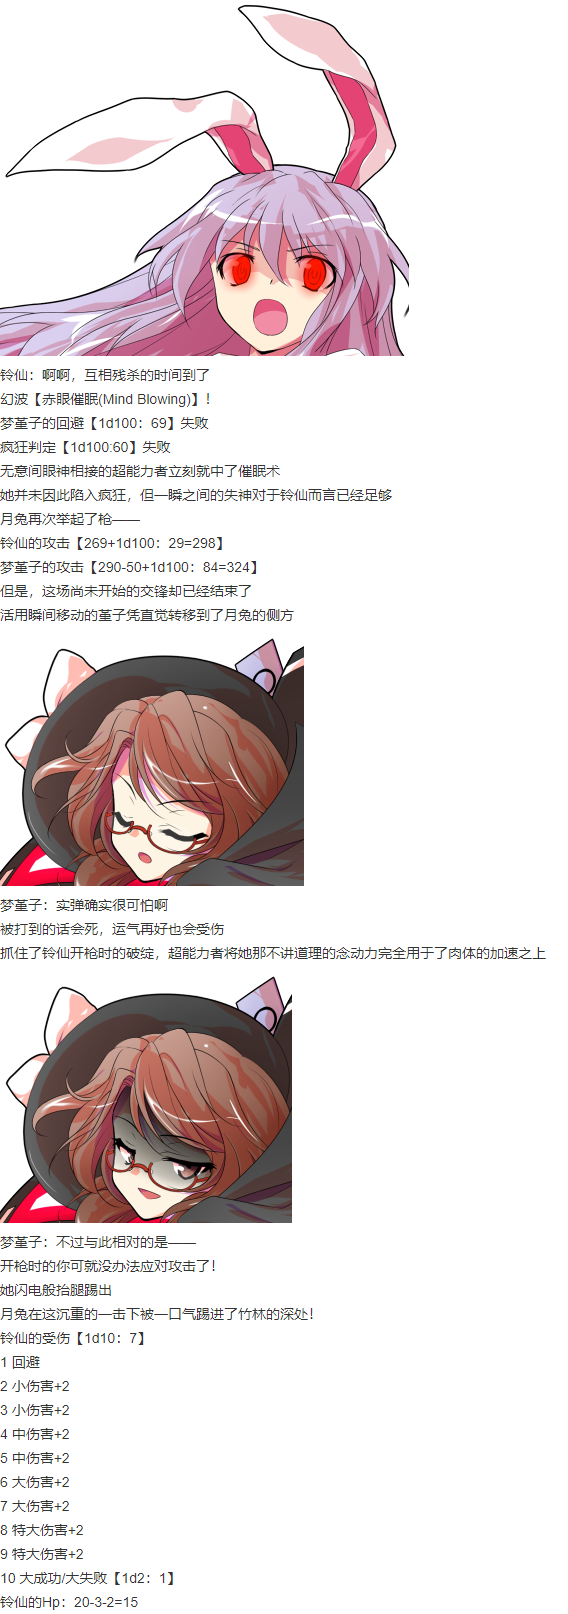 铃仙：啊啊，互相残杀的时间到了
幻波【赤眼催眠(Mind Blowing)】！
梦堇子的回避【1d100：69】失败
疯狂判定【1d100:60】失败
无意间眼神相接的超能力者立刻就中了催眠术
她并未因此陷入疯狂，但一瞬之间的失神对于铃仙而言已经足够
月兔再次举起了枪——
铃仙的攻击【269+1d100：29=298】
梦堇子的攻击【290-50+1d100：84=324】
但是，这场尚未开始的交锋却已经结束了
活用瞬间移动的堇子凭直觉转移到了月兔的侧方
梦堇子：实弹确实很可怕啊
被打到的话会死，运气再好也会受伤
抓住了铃仙开枪时的破绽，超能力者将她那不讲道理的念动力完全用于了肉体的加速之上
梦堇子：不过与此相对的是——
开枪时的你可就没办法应对攻击了！
她闪电般抬腿踢出
月兔在这沉重的一击下被一口气踢进了竹林的深处！
铃仙的受伤【1d10：7】
1 回避
2 小伤害+2
3 小伤害+2
4 中伤害+2
5 中伤害+2
6 大伤害+2
7 大伤害+2
8 特大伤害+2
9 特大伤害+2
10 大成功/大失败【1d2：1】
铃仙的Hp：20-3-2=15